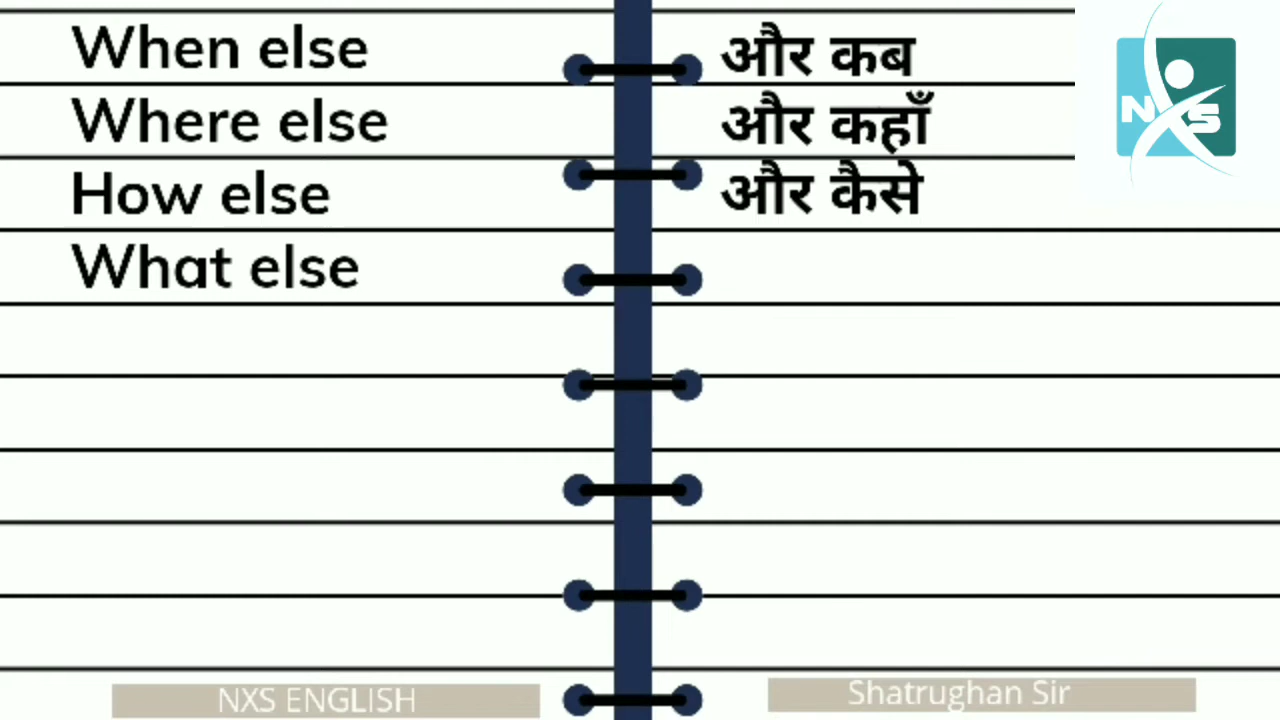 When else और कब
Where else और कहाँ
How else और कैसे
What else
NXS
NXS ENGLISH
Shatrughan Sir